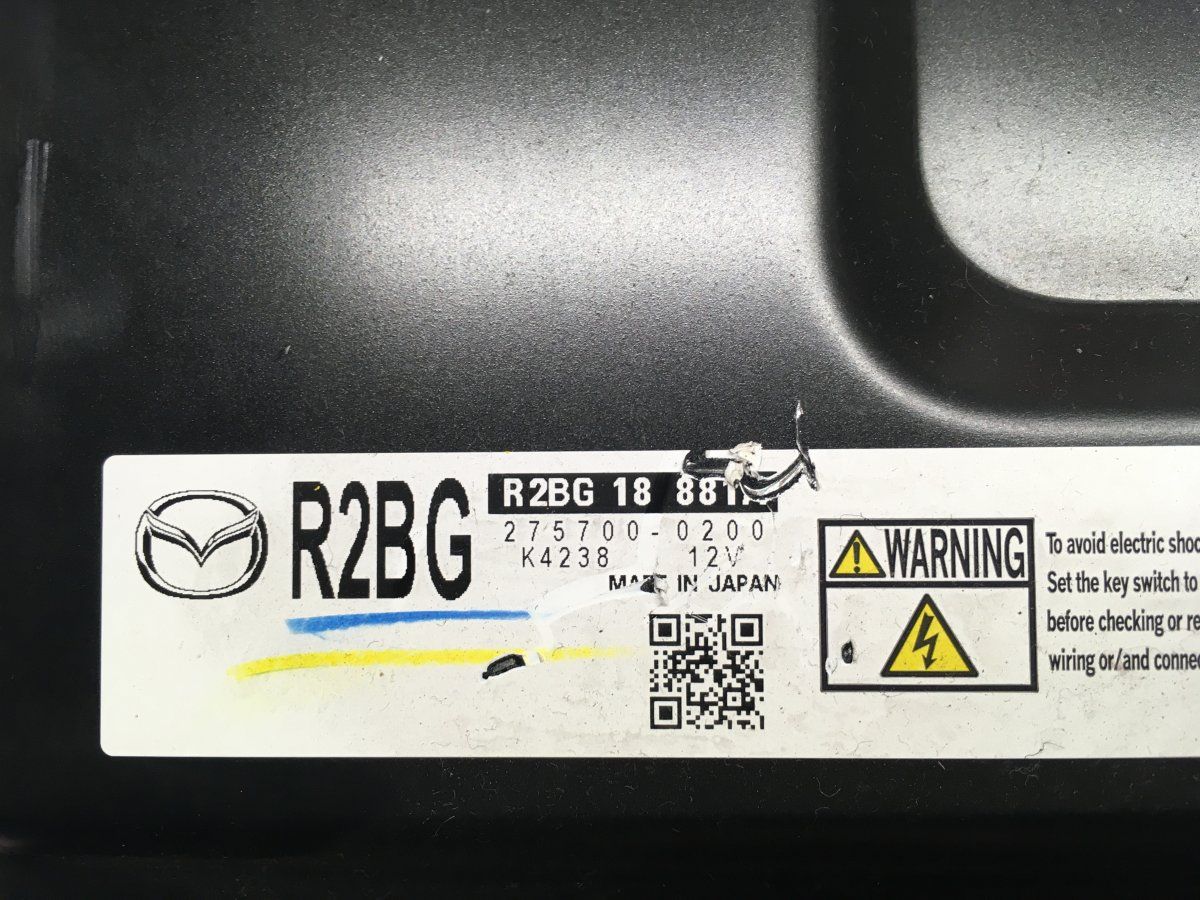 R2BG
R2BG 18
275700-0200
K4238 12V
MADE IN JAPAN
WARNING
To avoid electric
Set the key switch to
before checking or
wiring or/and